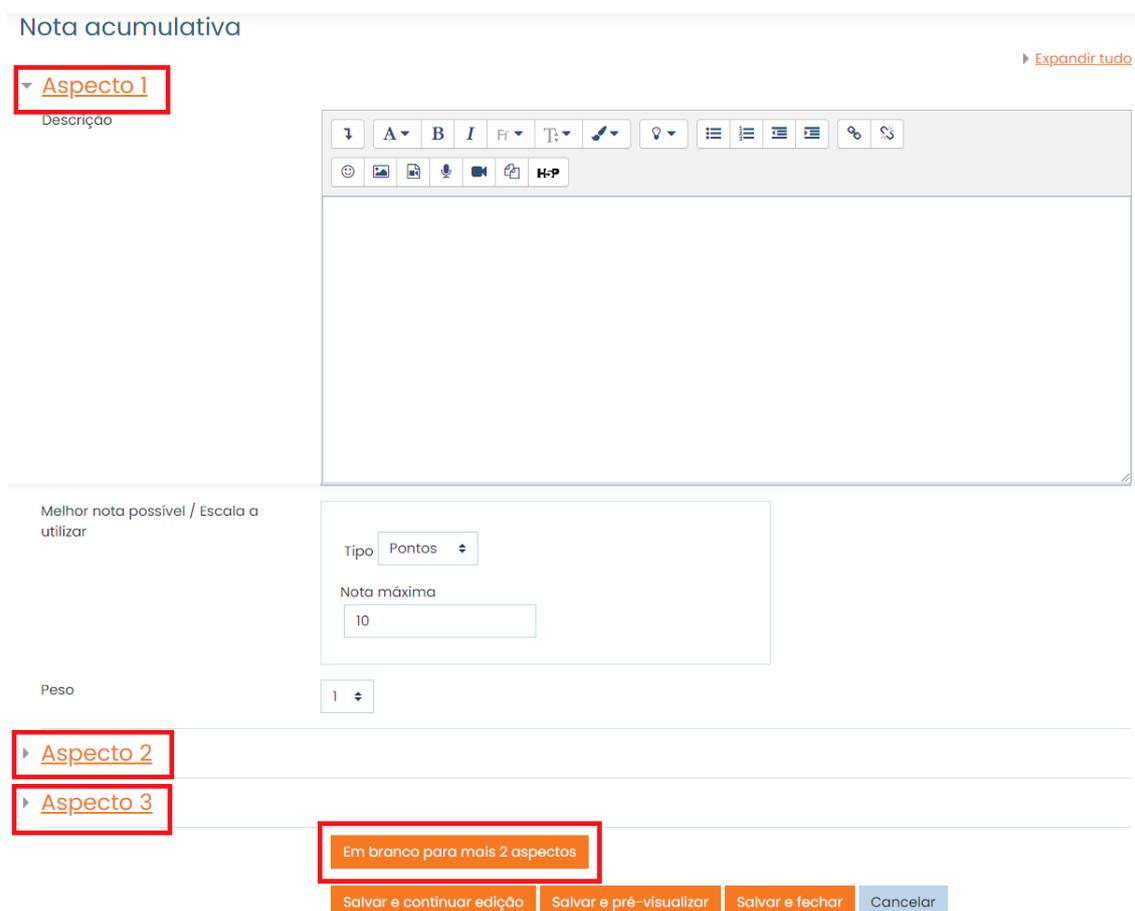 Nota acumulativa
Expandir tudo
Aspecto 1
Descrição
A B I Ff T
H-P
Melhor nota possível / Escala a
utilizar
Tipo Pontos
Nota máxima
10
Peso
1
Aspecto 2
Aspecto 3
Em branco para mais 2 aspectos
Salvar e continuar edição Salvar e pré-visualizar Salvar e fechar Cancelar